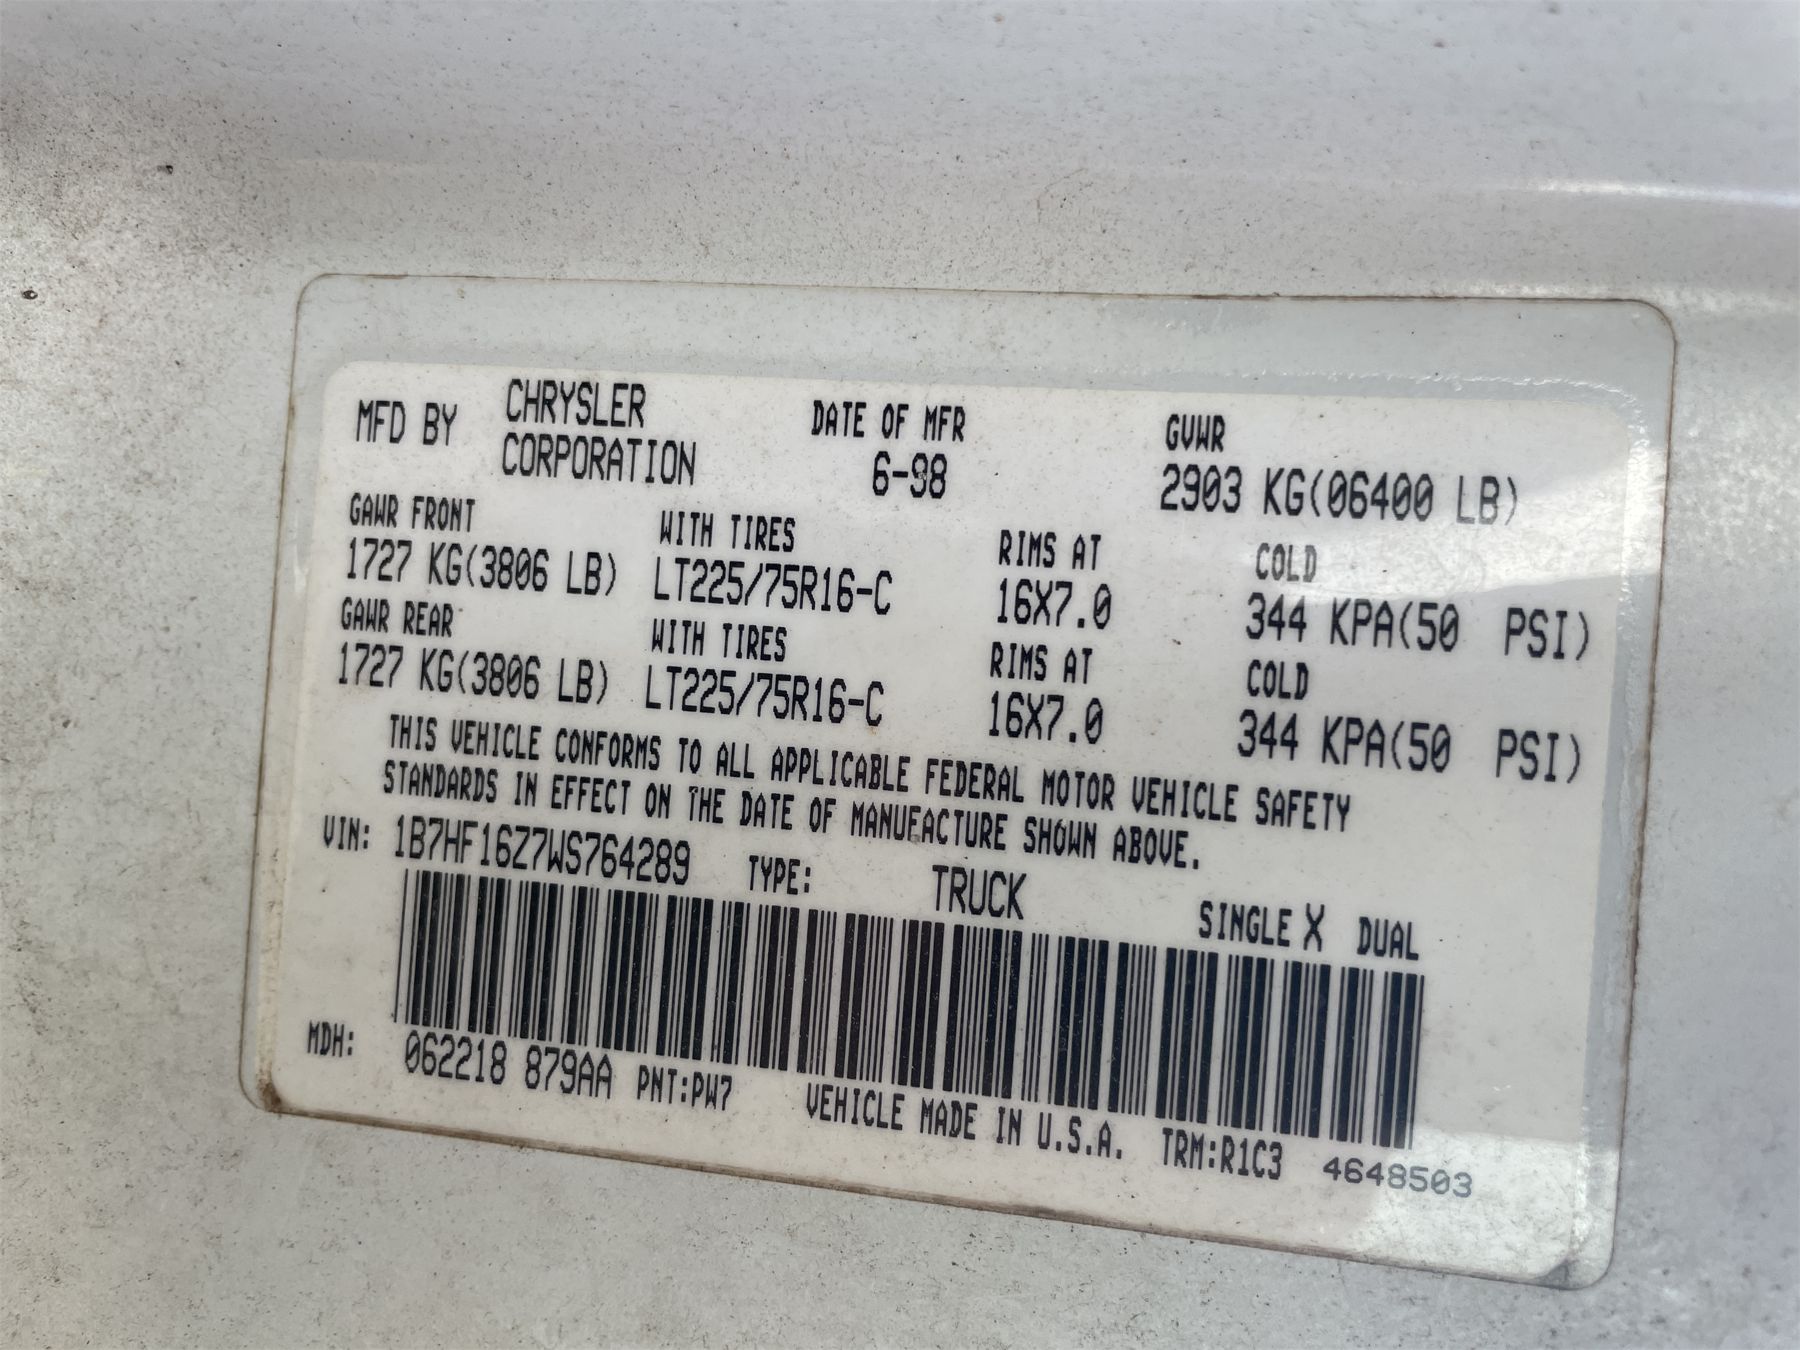 MFD BY CHRYSLER CORPORATION DATE OF MFR 6-98 GVWR 2903 KG(06400 LB)
GAWR FRONT WITH TIRES RIMS AT COLD
1727 KG(3806 LB) LT225/75R16-C 16X7.0 344 KPA(50 PSI)
GAWR REAR WITH TIRES RIMS AT COLD
1727 KG(3806 LB) LT225/75R16-C 16X7.0 344 KPA(50 PSI)
THIS VEHICLE CONFORMS TO ALL APPLICABLE FEDERAL MOTOR VEHICLE SAFETY
STANDARDS IN EFFECT ON THE DATE OF MANUFACTURE SHOWN ABOVE.
VIN: 1B7HF16Z7WS764289 TYPE: TRUCK SINGLE X DUAL
MDH: 062218 879AA PNT:PW7 VEHICLE MADE IN U.S.A. TRM:R1C3 4648503